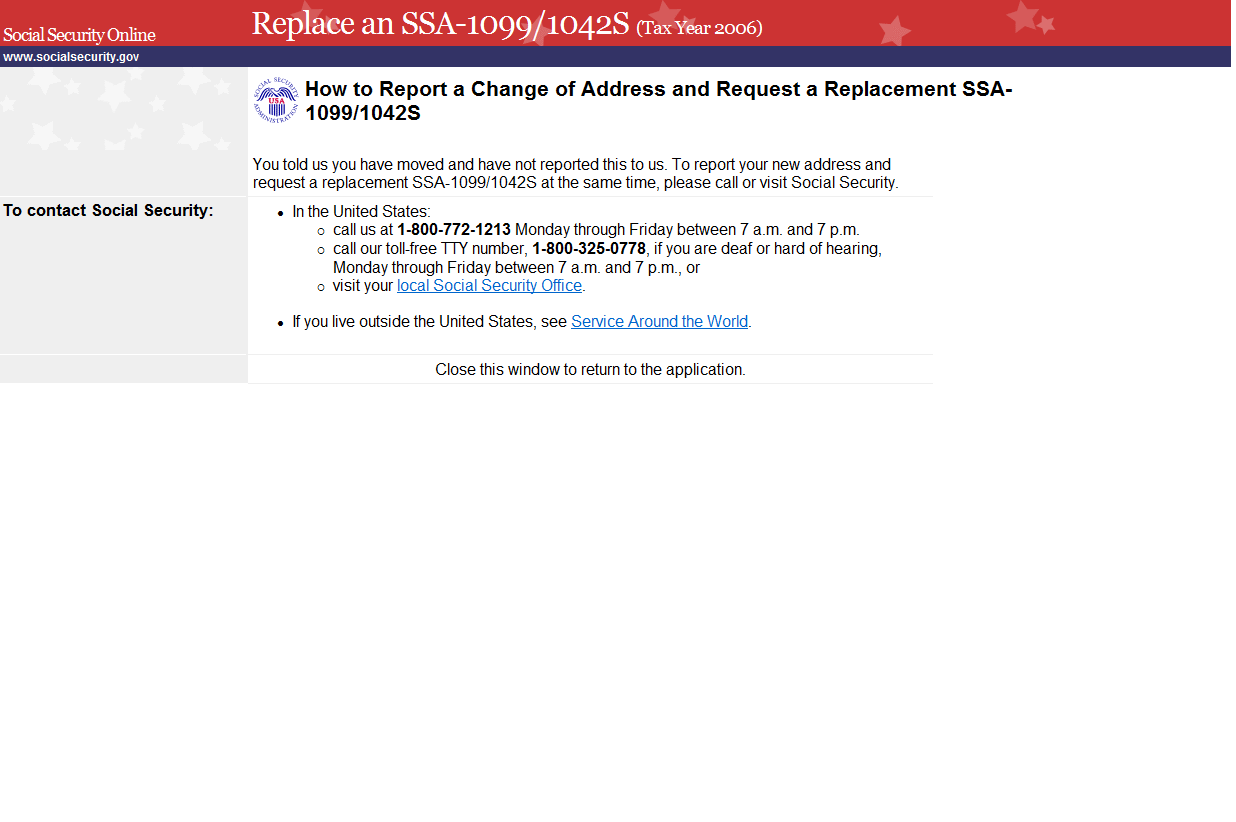 Social Security Online
Replace an SSA-1099/1042S (Tax Year 2006)
www.socialsecurity.gov
SOCIAL SECURITY ADMINISTRATION
USA
How to Report a Change of Address and Request a Replacement SSA-
1099/1042S
You told us you have moved and have not reported this to us. To report your new address and
request a replacement SSA-1099/1042S at the same time, please call or visit Social Security.
To contact Social Security:
• In the United States:
o call us at 1-800-772-1213 Monday through Friday between 7 a.m. and 7 p.m.
o call our toll-free TTY number, 1-800-325-0778, if you are deaf or hard of hearing,
Monday through Friday between 7 a.m. and 7 p.m., or
o visit your local Social Security Office.
• If you live outside the United States, see Service Around the World.
Close this window to return to the application.